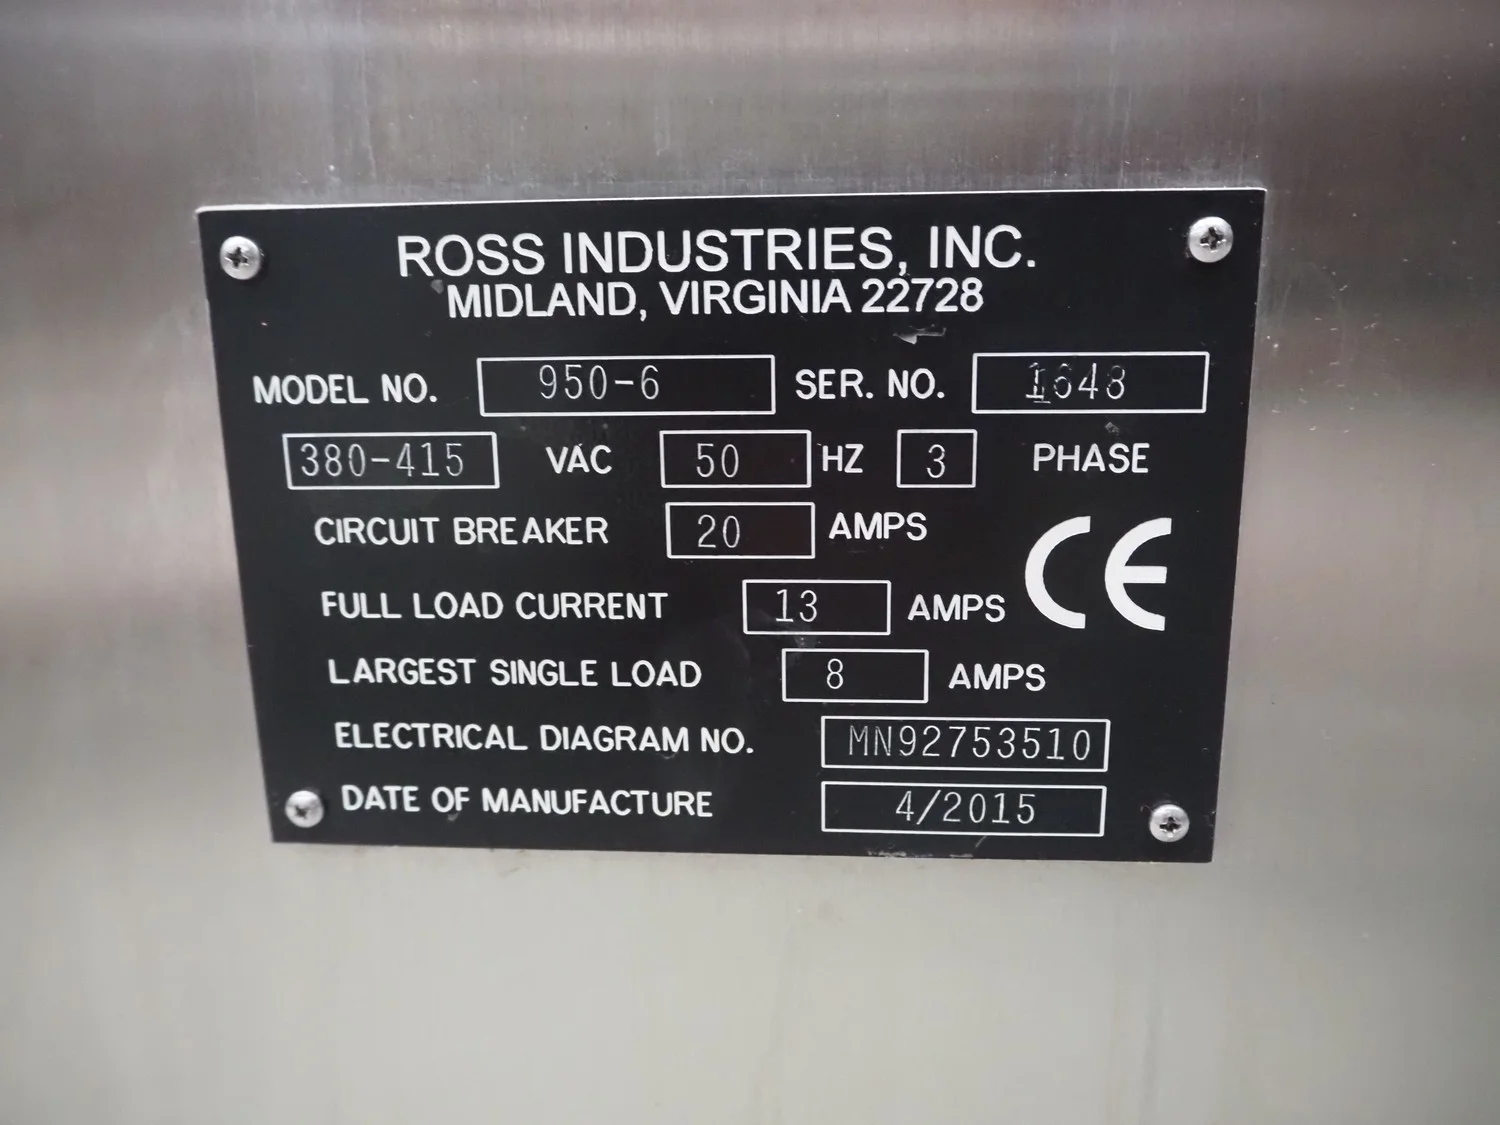 ROSS INDUSTRIES, INC.
MIDLAND, VIRGINIA 22728
MODEL NO. 950-6 SER. NO. 1648
380-415 VAC 50 HZ 3 PHASE
CIRCUIT BREAKER 20 AMPS
CE
FULL LOAD CURRENT 13 AMPS
LARGEST SINGLE LOAD 8 AMPS
ELECTRICAL DIAGRAM NO. MN92753510
DATE OF MANUFACTURE 4/2015